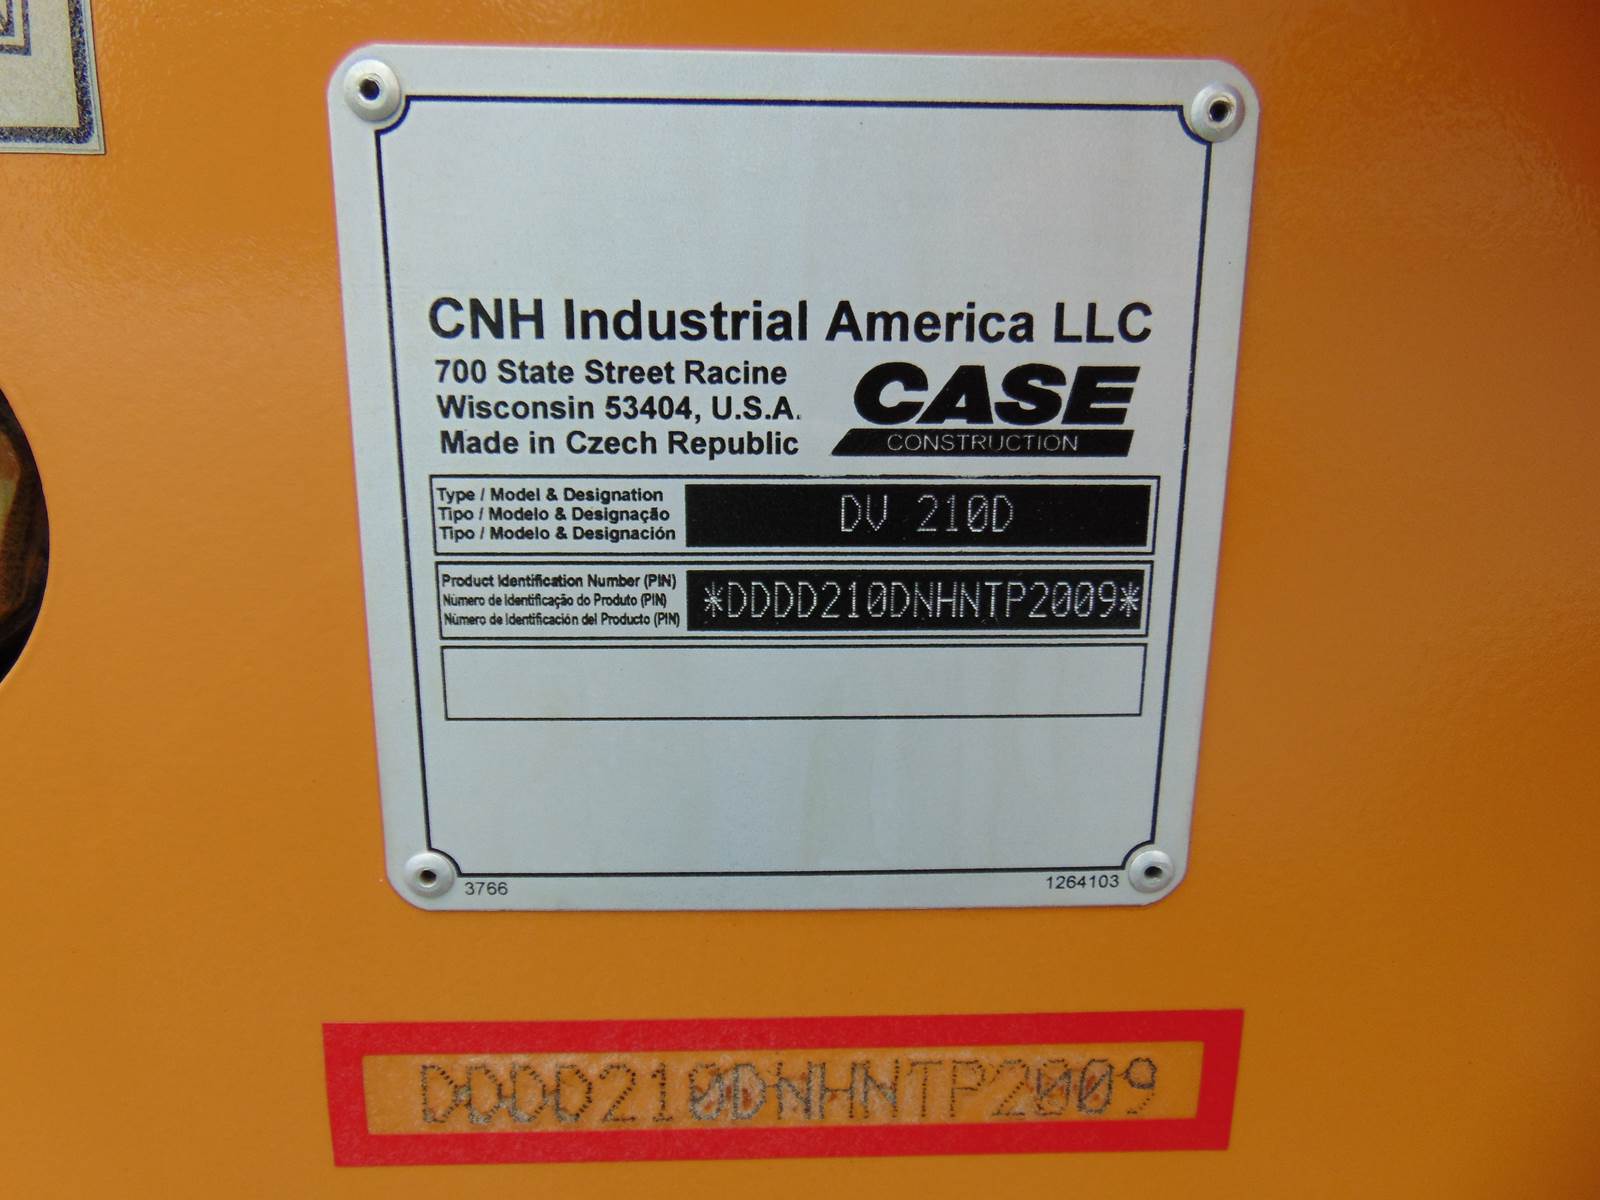 CNH Industrial America LLC
700 State Street Racine
Wisconsin 53404, U.S.A.
Made in Czech Republic
CASE
CONSTRUCTION
Type / Model & Designation
Tipo / Modelo & Designação
Tipo / Modelo & Designación
DV 210D
Product Identification Number (PIN)
Número de Identificação do Produto (PIN)
Número de Identificación del Producto (PIN)
*DDDD210DNHNTP2009*
3766
1264103
DDDD210DNHNTP2009